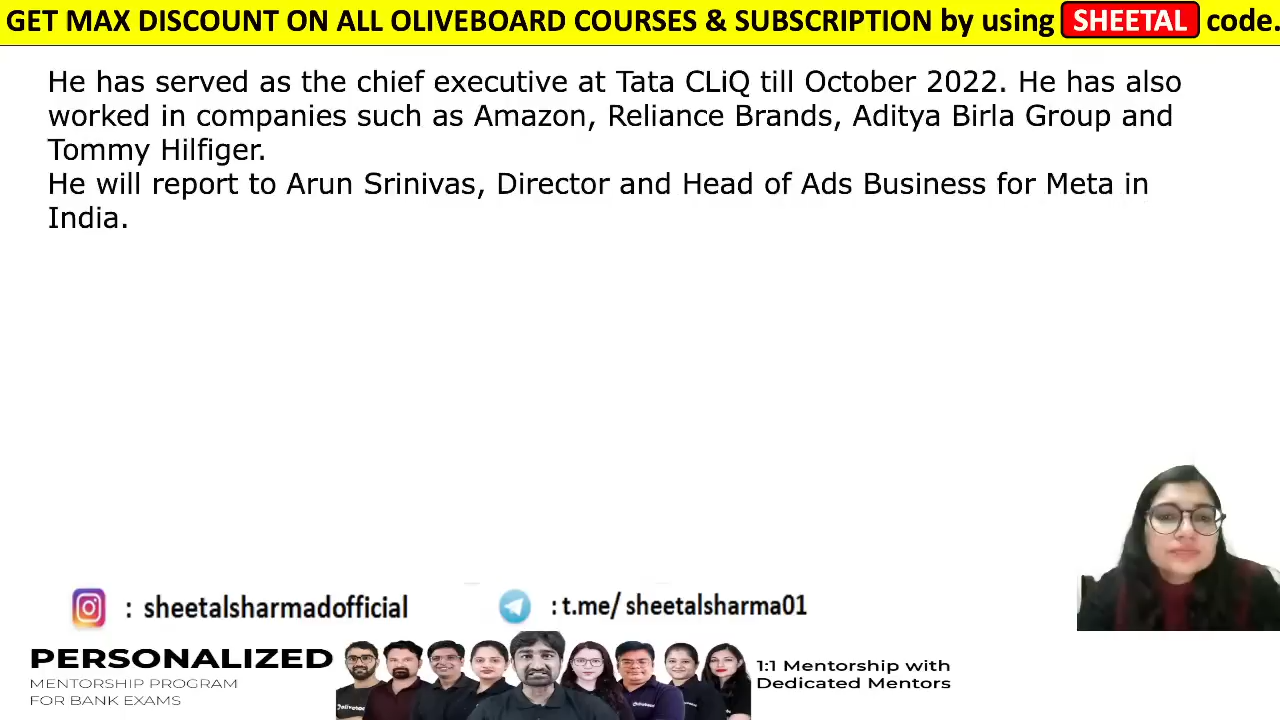 GET MAX DISCOUNT ON ALL OLIVEBOARD COURSES & SUBSCRIPTION by using SHEETAL code.
He has served as the chief executive at Tata CLiQ till October 2022. He has also
worked in companies such as Amazon, Reliance Brands, Aditya Birla Group and
Tommy Hilfiger.
He will report to Arun Srinivas, Director and Head of Ads Business for Meta in
India.
: sheetalsharmadofficial
: t.me/ sheetalsharma01
PERSONALIZED
MENTORSHIP PROGRAM
FOR BANK EXAMS
1:1 Mentorship with
Dedicated Mentors